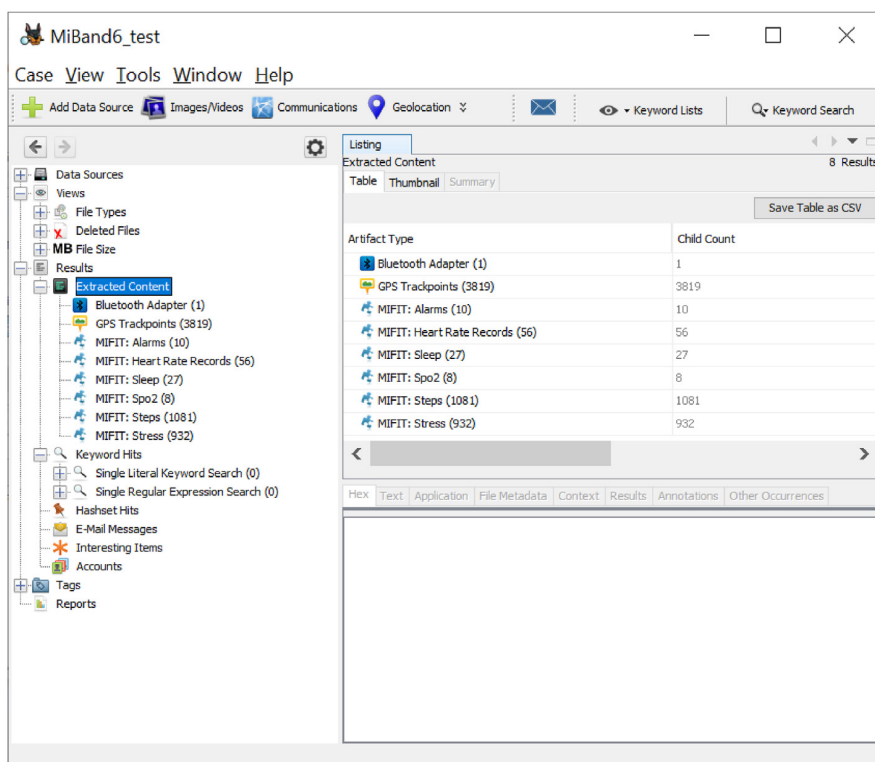 MiBand6_test
Case View Tools Window Help
Add Data Source Images/Videos Communications Geolocation Keyword Lists Keyword Search
Data Sources
Views
File Types
Deleted Files
MB File Size
Results
Extracted Content
Bluetooth Adapter (1)
GPS Trackpoints (3819)
MIFIT: Alarms (10)
MIFIT: Heart Rate Records (56)
MIFIT: Sleep (27)
MIFIT: Spo2 (8)
MIFIT: Steps (1081)
MIFIT: Stress (932)
Keyword Hits
Single Literal Keyword Search (0)
Single Regular Expression Search (0)
Hashset Hits
E-Mail Messages
Interesting Items
Accounts
Tags
Reports
Listing
Extracted Content 8 Results
Table Thumbnail Summary
Save Table as CSV
Artifact Type Child Count
Bluetooth Adapter (1) 1
GPS Trackpoints (3819) 3819
MIFIT: Alarms (10) 10
MIFIT: Heart Rate Records (56) 56
MIFIT: Sleep (27) 27
MIFIT: Spo2 (8) 8
MIFIT: Steps (1081) 1081
MIFIT: Stress (932) 932
Hex Text Application File Metadata Context Results Annotations Other Occurrences